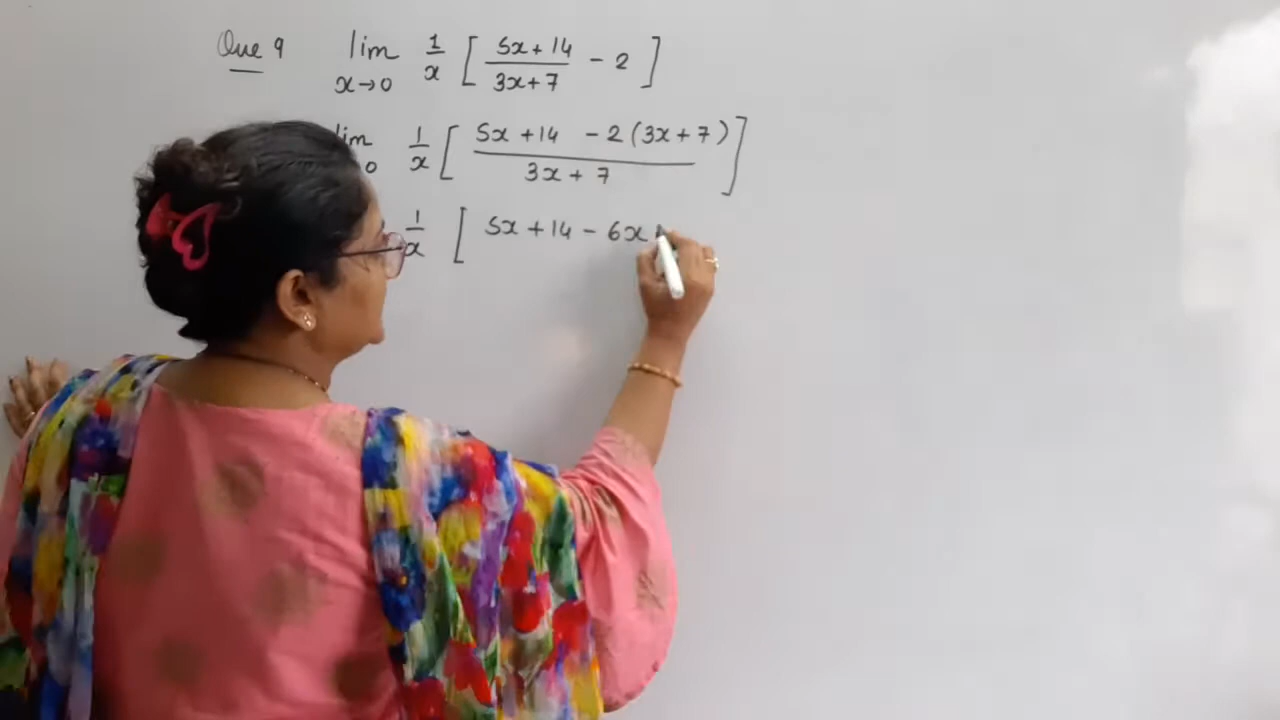 Que 9 lim x→0 1/x [ (5x+14)/(3x+7) - 2 ]
lim 0 1/x [ (5x+14 - 2(3x+7))/(3x+7) ]
1/x [ 5x+14 - 6x